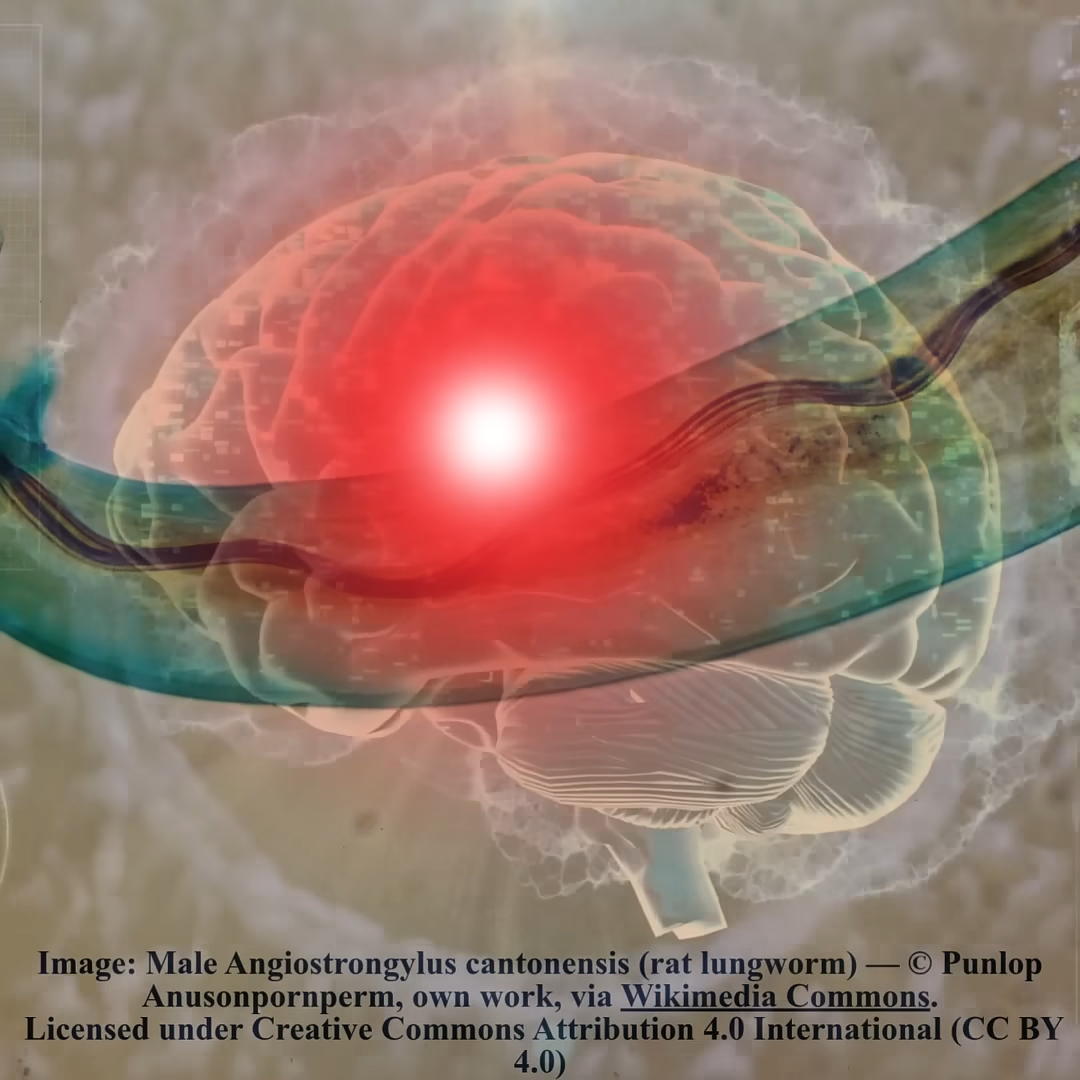 Image: Male Angiostrongylus cantonensis (rat lungworm) — © Punlop
Anusonpornperm, own work, via Wikimedia Commons.
Licensed under Creative Commons Attribution 4.0 International (CC BY
4.0)